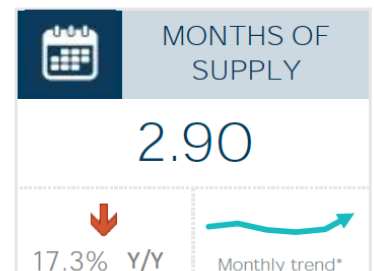 MONTHS OF
SUPPLY
2.90
17.3% Y/Y
Monthly trend*